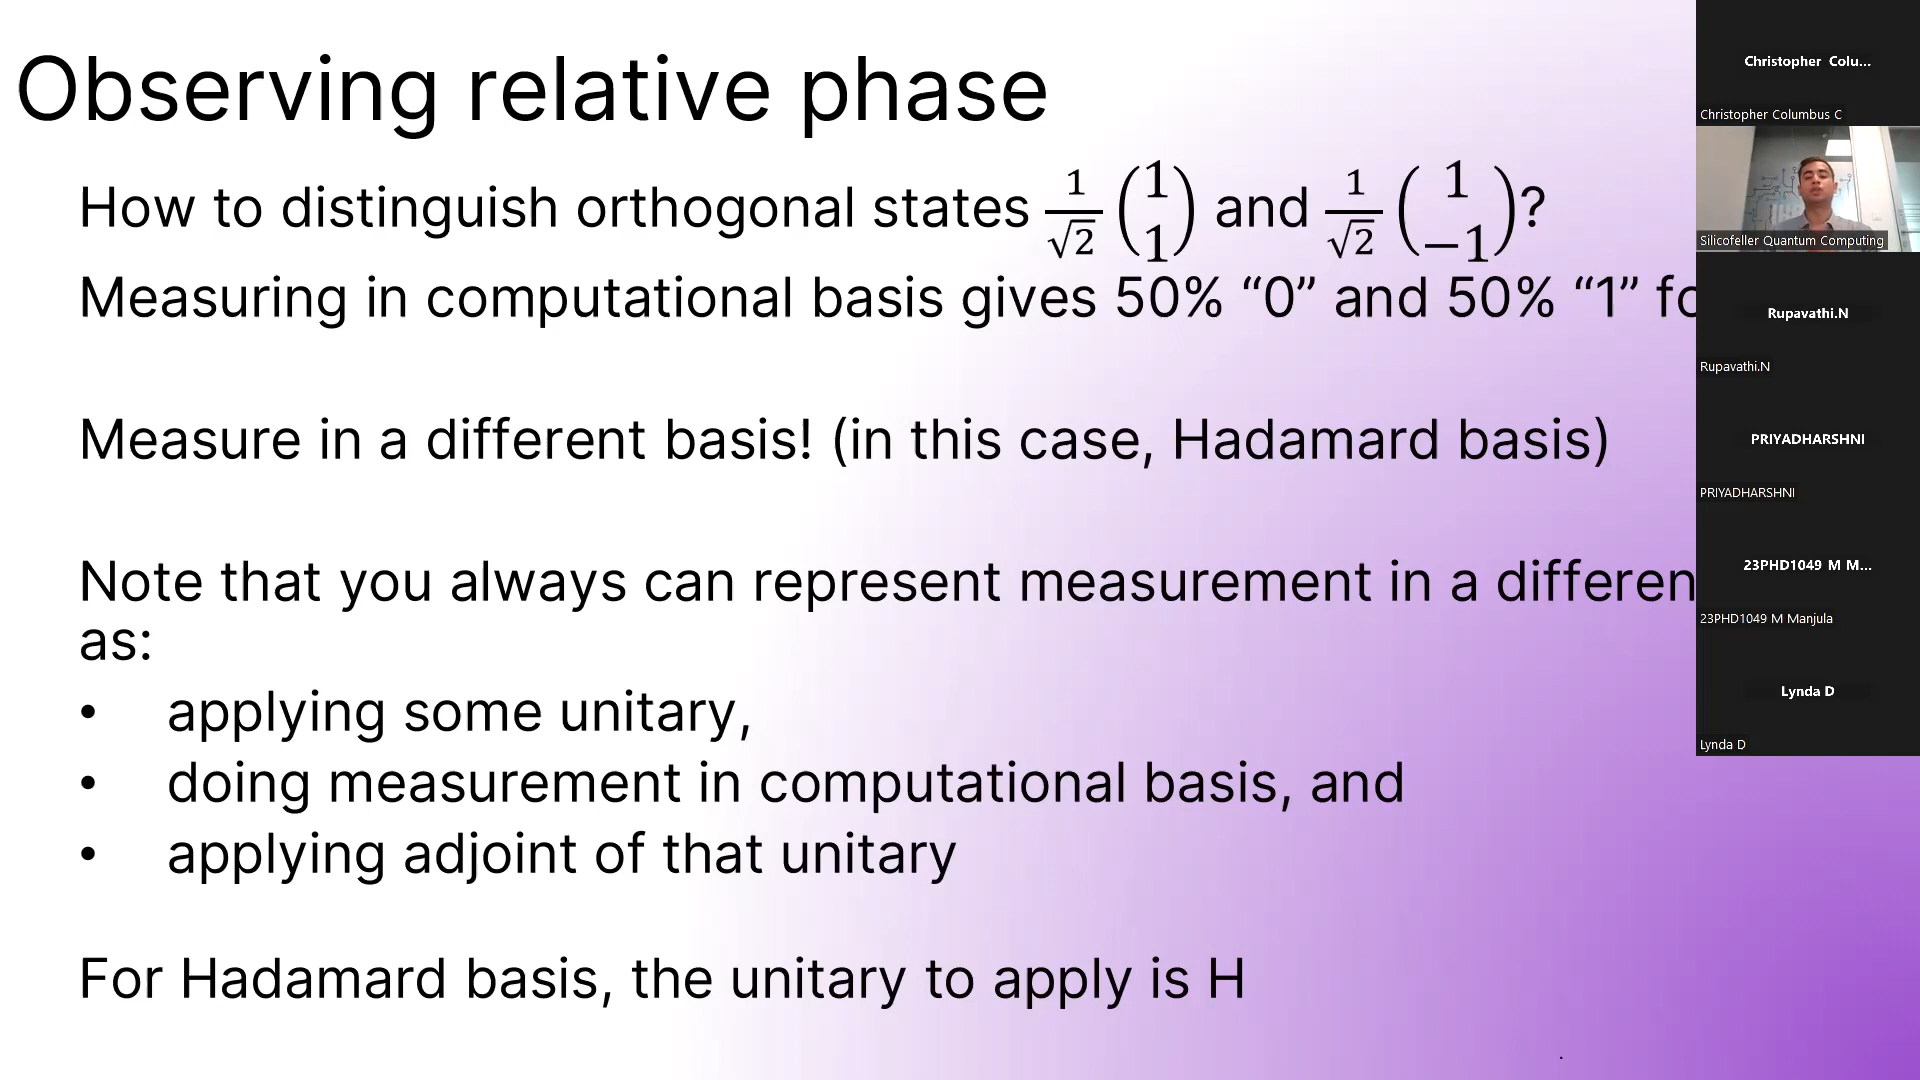 Observing relative phase
How to distinguish orthogonal states 1/√2 (1 1) and 1/√2 (1 −1)?
Measuring in computational basis gives 50% “0” and 50% “1” fo
Measure in a different basis! (in this case, Hadamard basis)
Note that you always can represent measurement in a differen
as:
• applying some unitary,
• doing measurement in computational basis, and
• applying adjoint of that unitary
For Hadamard basis, the unitary to apply is H
Christopher Colu...
Christopher Columbus C
Silicofeller Quantum Computing
Rupavathi.N
Rupavathi.N
PRIYADHARSHNI
PRIYADHARSHNI
23PHD1049 M M...
23PHD1049 M Manjula
Lynda D
Lynda D